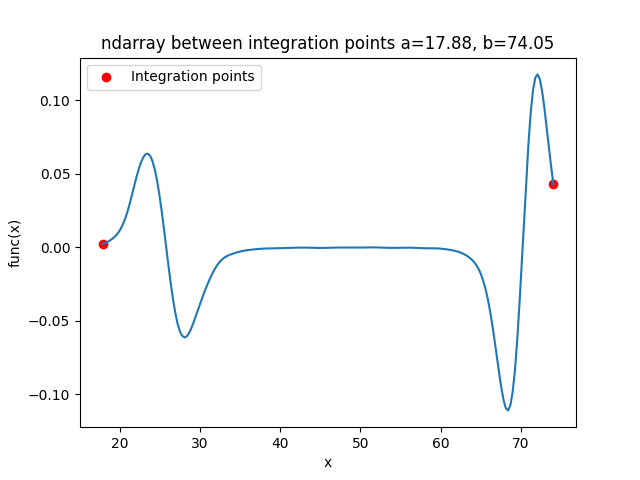 ndarray between integration points a=17.88, b=74.05
Integration points
0.10
0.05
0.00
−0.05
−0.10
func(x)
20 30 40 50 60 70
x